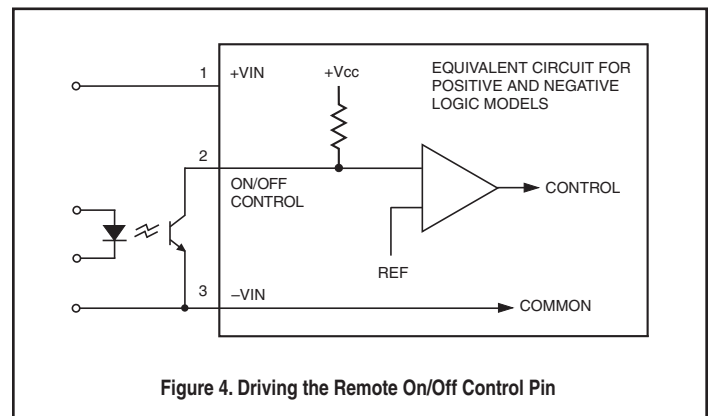 1
+VIN
+Vcc
EQUIVALENT CIRCUIT FOR
POSITIVE AND NEGATIVE
LOGIC MODELS
2
ON/OFF
CONTROL
CONTROL
REF
3
–VIN
COMMON
Figure 4. Driving the Remote On/Off Control Pin